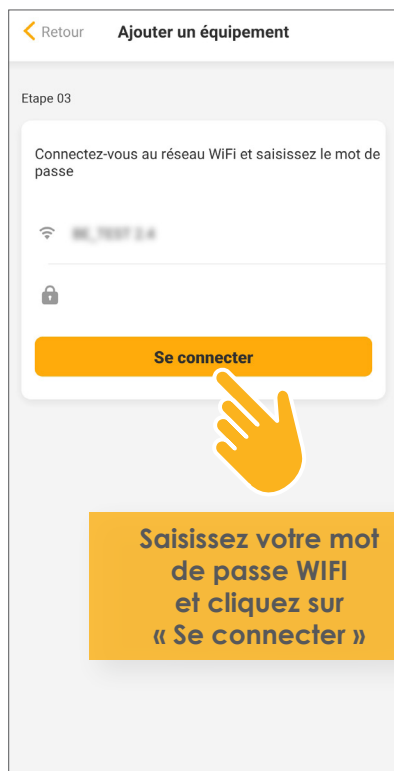 Retour Ajouter un équipement
Etape 03
Connectez-vous au réseau WiFi et saisissez le mot de
passe
Se connecter
Saisissez votre mot
de passe WIFI
et cliquez sur
« Se connecter »